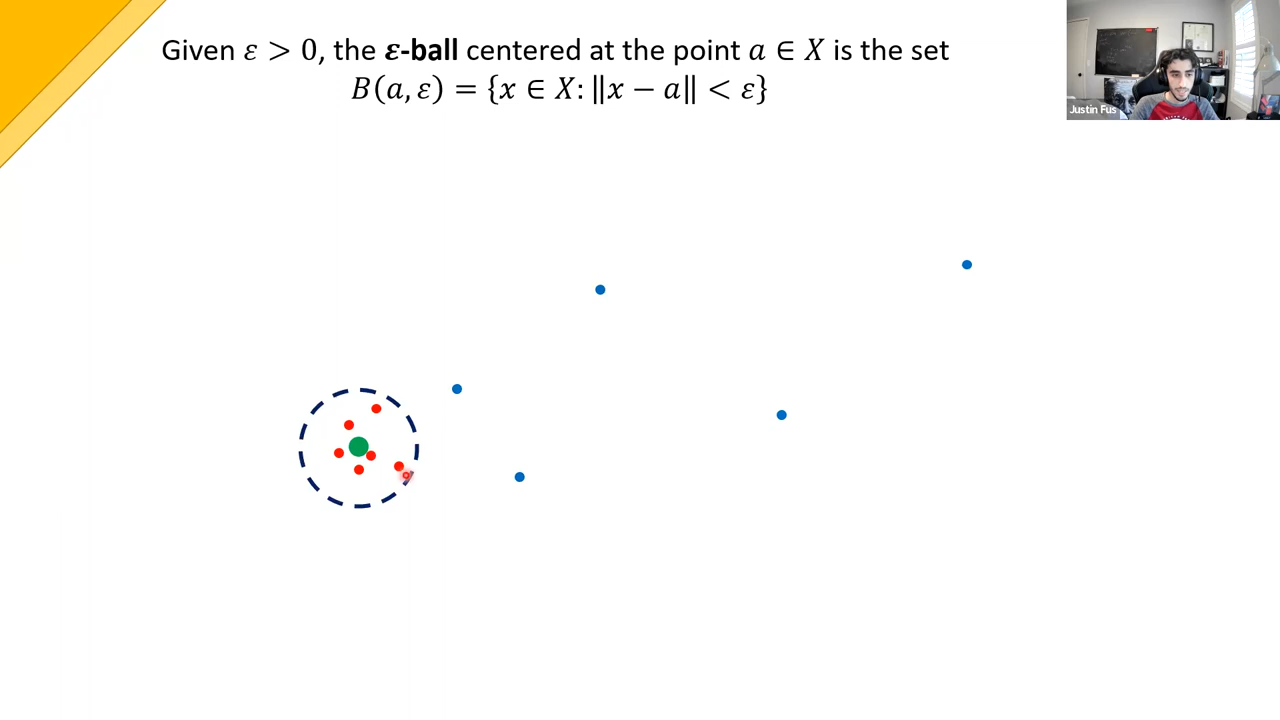 Given 𝜀 > 0, the 𝜺-ball centered at the point 𝑎 ∈ 𝑋 is the set
𝐵(𝑎, 𝜀) = {𝑥 ∈ 𝑋: ‖𝑥 − 𝑎‖ < 𝜀}
Justin Fus